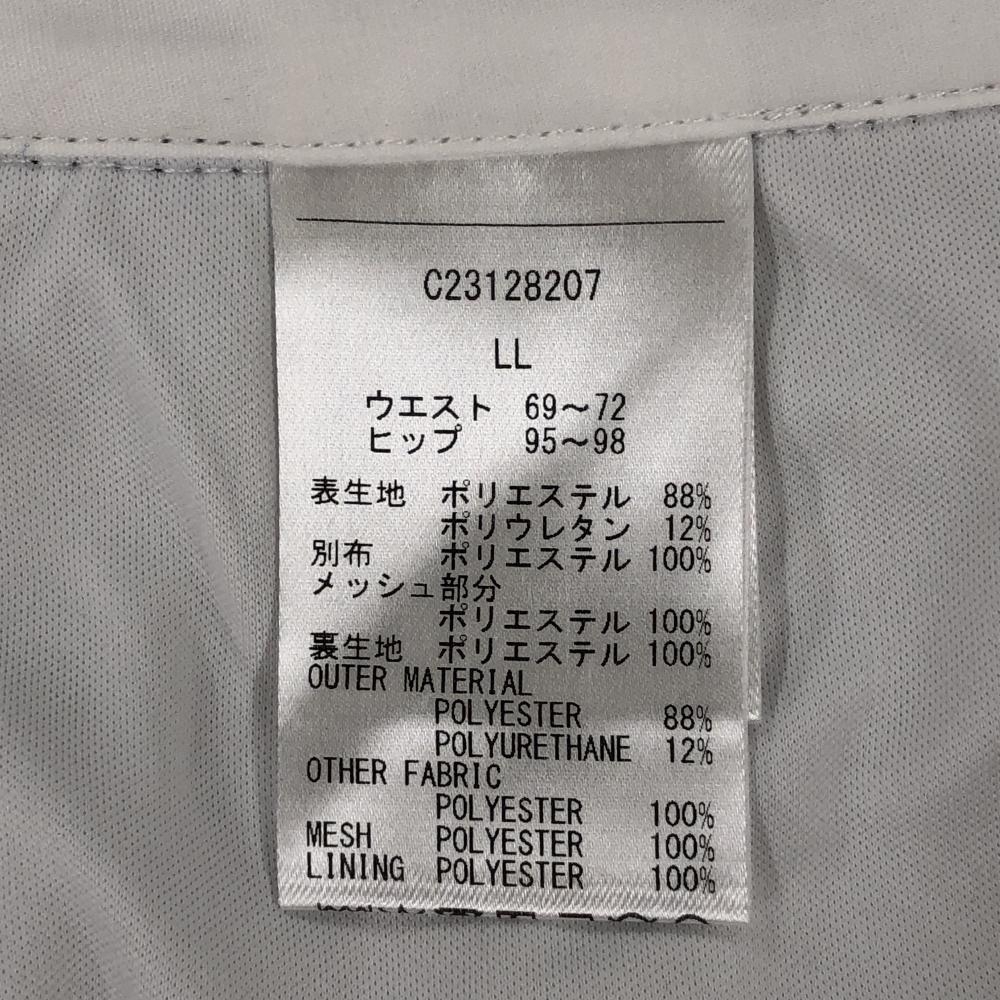 C23128207
LL
ウエスト 69～72
ヒップ 95～98
表生地 ポリエステル 88%
ポリウレタン 12%
別布 ポリエステル 100%
メッシュ部分
ポリエステル 100%
裏生地 ポリエステル 100%
OUTER MATERIAL
POLYESTER 88%
POLYURETHANE 12%
OTHER FABRIC
POLYESTER 100%
MESH POLYESTER 100%
LINING POLYESTER 100%